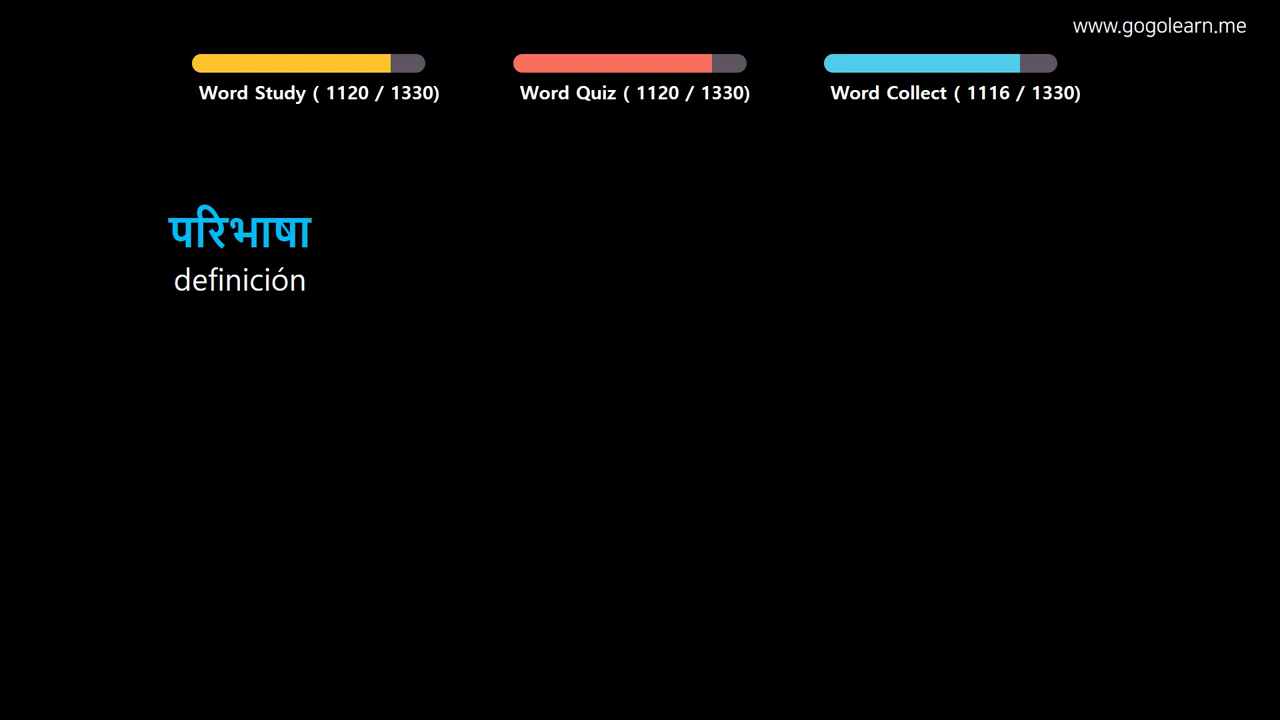 www.gogolearn.me
Word Study ( 1120 / 1330)
Word Quiz ( 1120 / 1330)
Word Collect ( 1116 / 1330)
परिभाषा
definición